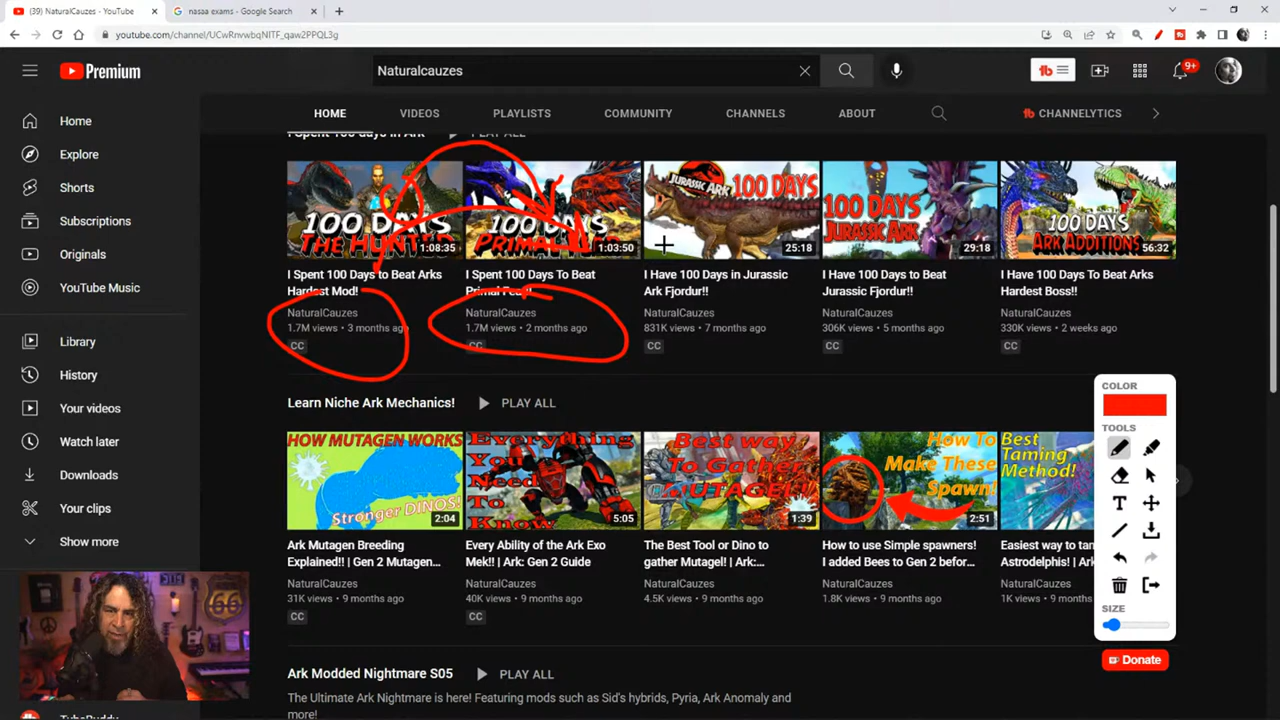 (39) NaturalCauzes - YouTube
nasaa exams - Google Search
youtube.com/channel/UCwRnvwbqNITF_qaw2PPQL3g
Premium
Naturalcauzes
9+
HOME VIDEOS PLAYLISTS COMMUNITY CHANNELS ABOUT CHANNELYTICS
Home
Explore
Shorts
Subscriptions
Originals
YouTube Music
Library
History
Your videos
Watch later
Downloads
Your clips
Show more
I Spent 100 days in Ark PLAY ALL
100 DAYS
THE HUNTED
1:08:35
100 DAYS
PRIMAL
1:03:50
JURASSIC ARK
100 DAYS
25:18
100 DAYS
JURASSIC ARK
29:18
100 DAYS
ARK ADDITIONS
56:32
I Spent 100 Days to Beat Arks
Hardest Mod!
NaturalCauzes
1.7M views • 3 months ago
CC
I Spent 100 Days To Beat
Primal Fear!!
NaturalCauzes
1.7M views • 2 months ago
CC
I Have 100 Days in Jurassic
Ark Fjordur!!
NaturalCauzes
831K views • 7 months ago
CC
I Have 100 Days to Beat
Jurassic Fjordur!!
NaturalCauzes
306K views • 5 months ago
CC
I Have 100 Days To Beat Arks
Hardest Boss!!
NaturalCauzes
330K views • 2 weeks ago
CC
Learn Niche Ark Mechanics! PLAY ALL
HOW MUTAGEN WORKS
Stronger DINOS!
2:04
Everything
You
Need
To
Know
5:05
Best way
To Gather
MUTAGEL!
1:39
How To
Make These
Spawn!
2:51
Best
Taming
Method!
Ark Mutagen Breeding
Explained!! | Gen 2 Mutagen...
NaturalCauzes
31K views • 9 months ago
CC
Every Ability of the Ark Exo
Mek!! | Ark: Gen 2 Guide
NaturalCauzes
40K views • 9 months ago
CC
The Best Tool or Dino to
gather Mutagel! | Ark:...
NaturalCauzes
4.5K views • 9 months ago
How to use Simple spawners!
I added Bees to Gen 2 befor...
NaturalCauzes
1.8K views • 9 months ago
Easiest way to
Astrodelphis! |
NaturalCauzes
1K views • 9 months
Ark Modded Nightmare S05 PLAY ALL
The Ultimate Ark Nightmare is here! Featuring mods such as Sid's hybrids, Pyria, Ark Anomaly and
more!
COLOR
TOOLS
T
SIZE
Donate
66